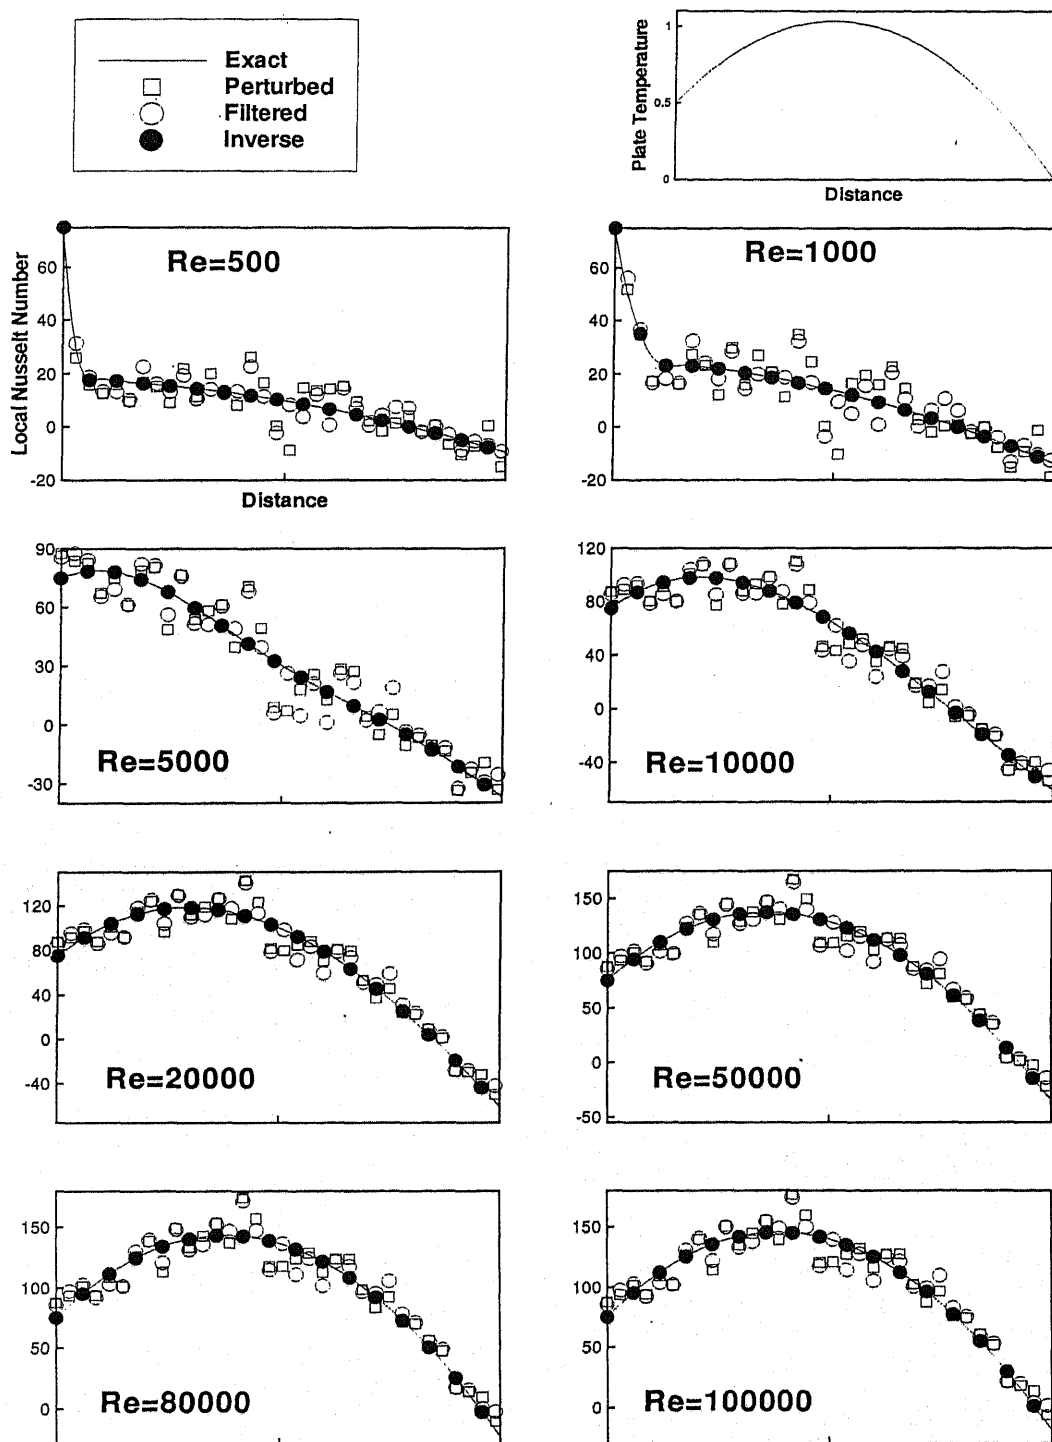 Exact
Perturbed
Filtered
Inverse
Plate Temperature
1
0.5
0
Distance
Local Nusselt Number
Re=500
60
40
20
0
-20
Distance
Re=1000
60
40
20
0
-20
Re=5000
90
60
30
0
-30
Re=10000
120
80
40
0
-40
Re=20000
120
80
40
0
-40
Re=50000
150
100
50
0
-50
Re=80000
150
100
50
0
Re=100000
150
100
50
0